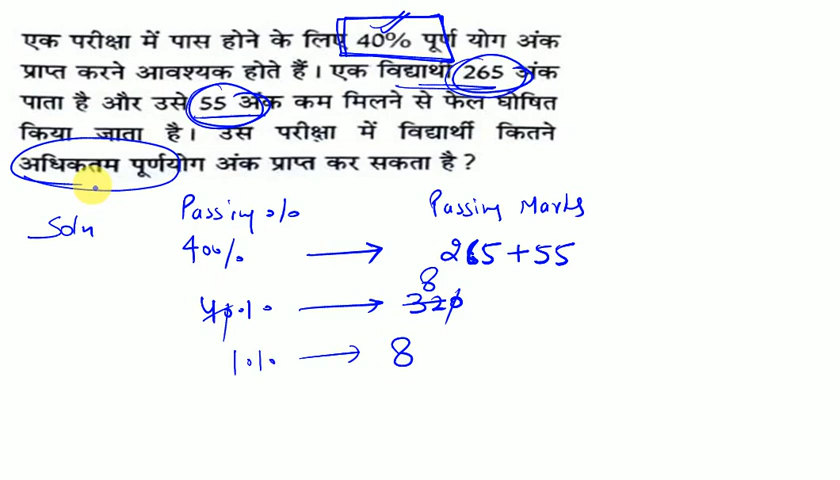 एक परीक्षा में पास होने के लिए 40% पूर्ण योग अंक
प्राप्त करने आवश्यक होते हैं। एक विद्यार्थी 265 अंक
पाता है और उसे 55 अंक कम मिलने से फेल घोषित
किया जाता है। उस परीक्षा में विद्यार्थी कितने
अधिकतम पूर्णयोग अंक प्राप्त कर सकता है ?
Soln
Passing % Passing Marks
40% → 265 + 55
40% → 320
8
1% → 8